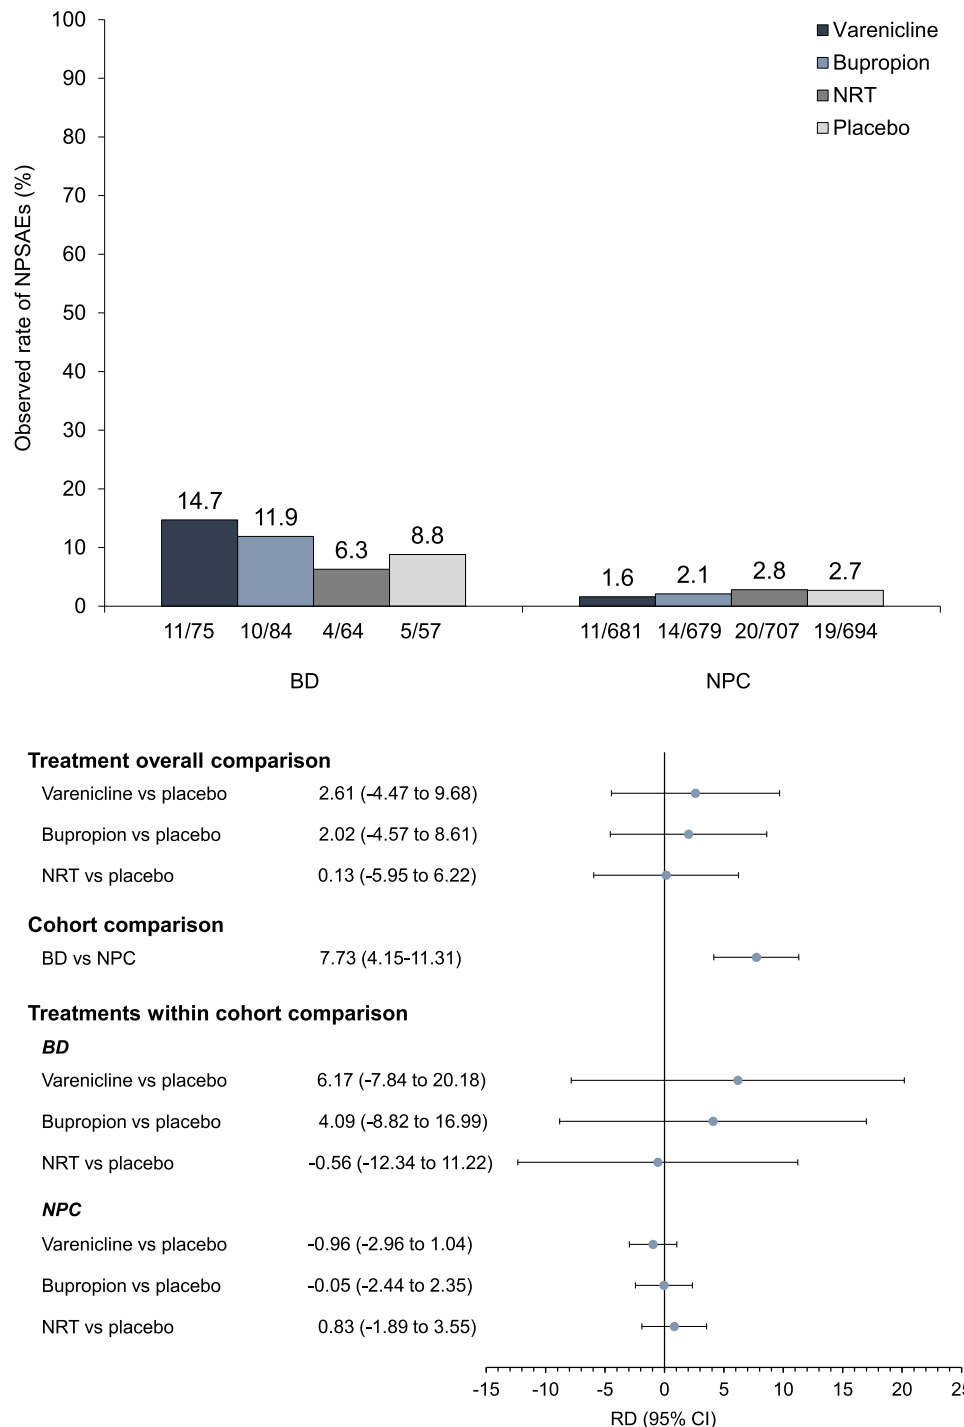 100
90
80
70
60
50
40
30
20
10
0
Observed rate of NPSAEs (%)
Varenicline
Bupropion
NRT
Placebo
14.7 11.9 6.3 8.8 1.6 2.1 2.8 2.7
11/75 10/84 4/64 5/57 11/681 14/679 20/707 19/694
BD NPC
Treatment overall comparison
Varenicline vs placebo 2.61 (-4.47 to 9.68)
Bupropion vs placebo 2.02 (-4.57 to 8.61)
NRT vs placebo 0.13 (-5.95 to 6.22)
Cohort comparison
BD vs NPC 7.73 (4.15-11.31)
Treatments within cohort comparison
BD
Varenicline vs placebo 6.17 (-7.84 to 20.18)
Bupropion vs placebo 4.09 (-8.82 to 16.99)
NRT vs placebo -0.56 (-12.34 to 11.22)
NPC
Varenicline vs placebo -0.96 (-2.96 to 1.04)
Bupropion vs placebo -0.05 (-2.44 to 2.35)
NRT vs placebo 0.83 (-1.89 to 3.55)
-15 -10 -5 0 5 10 15 20 25
RD (95% CI)